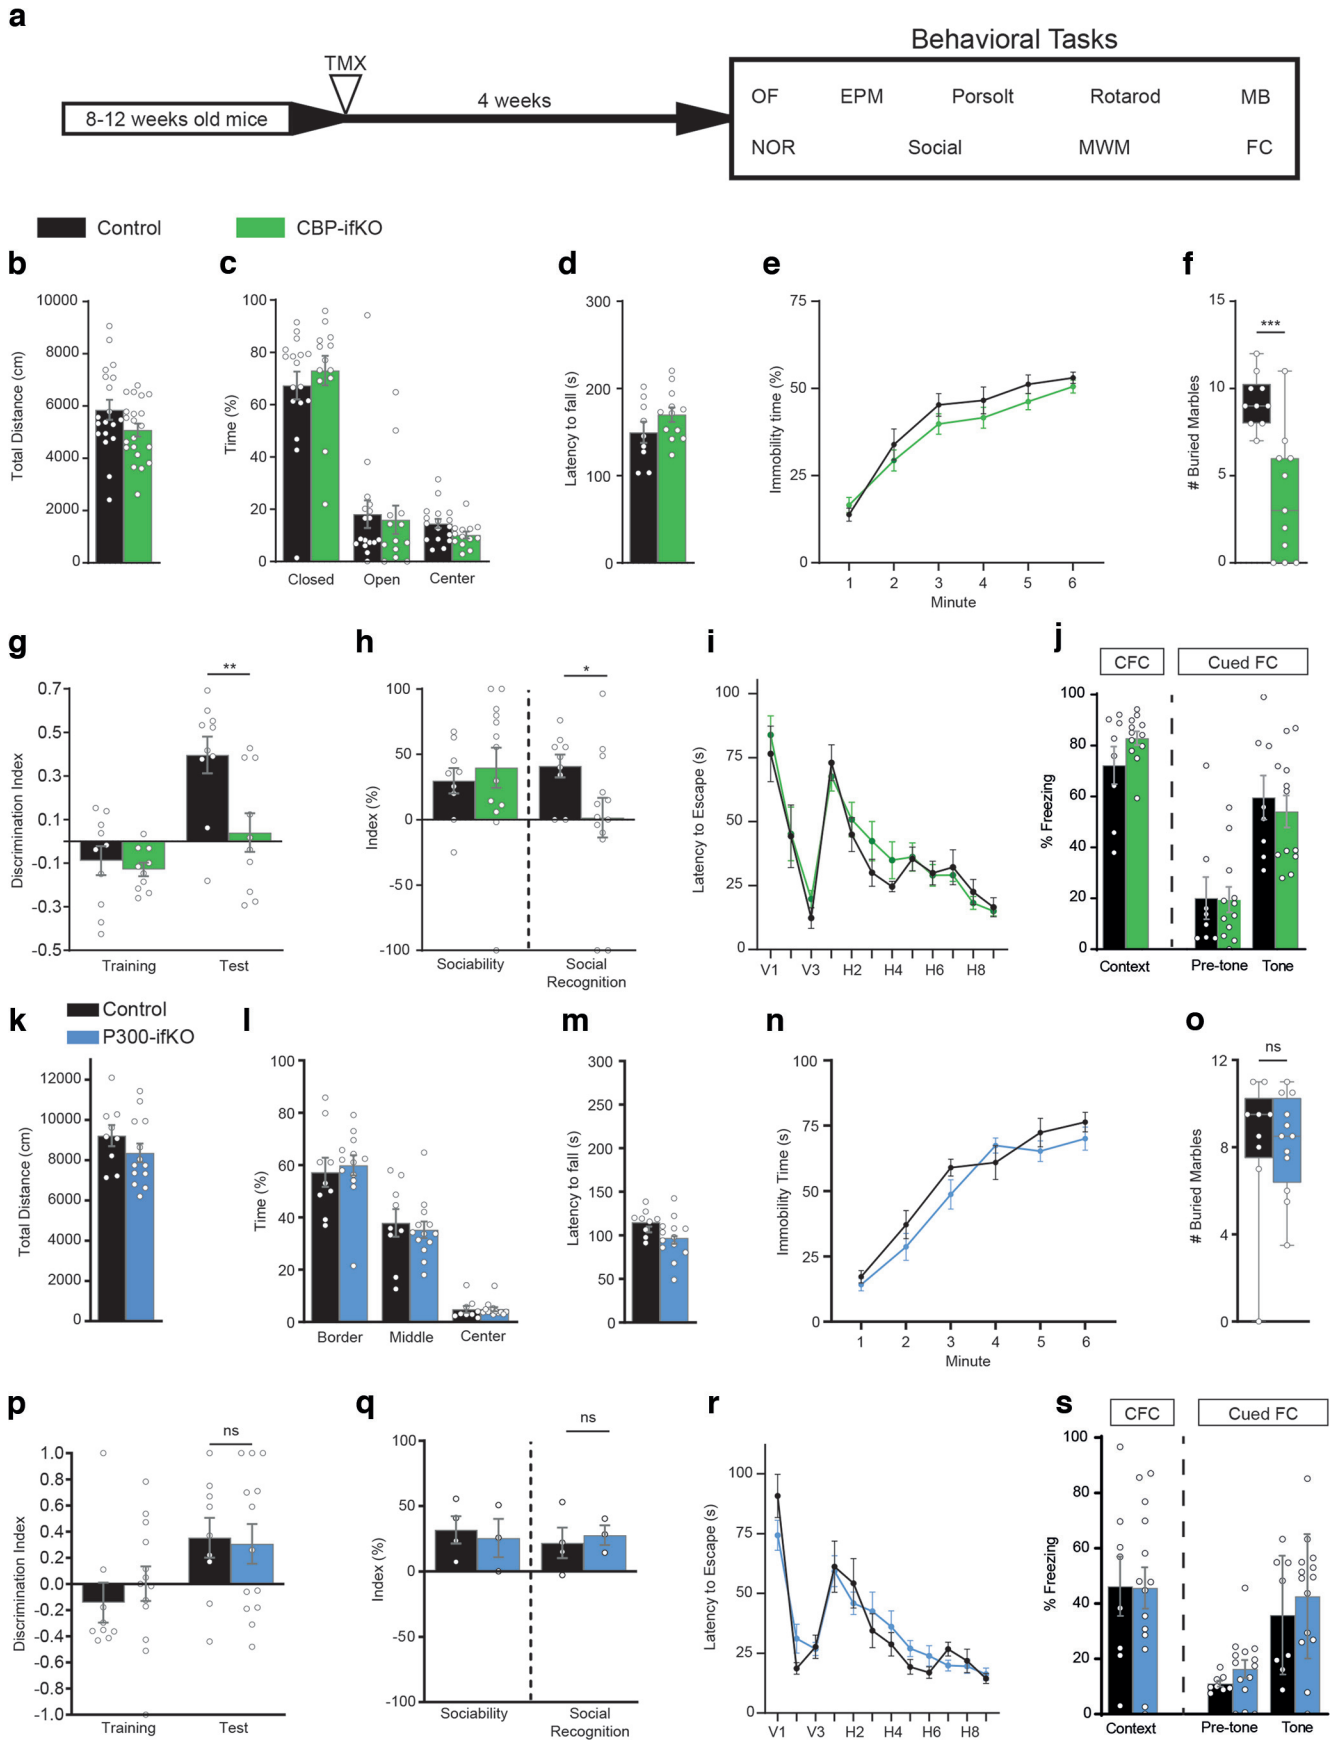 a
Behavioral Tasks
TMX
8-12 weeks old mice
4 weeks
OF EPM Porsolt Rotarod MB
NOR Social MWM FC
Control CBP-ifKO
b
Total Distance (cm)
10000
8000
6000
4000
2000
0
c
Time (%)
100
80
60
40
20
0
Closed Open Center
d
Latency to fall (s)
300
200
100
0
e
Immobility time (%)
75
50
25
0
1 2 3 4 5 6
Minute
f
# Buried Marbles
15
10
5
0
***
g
Discrimination Index
0.7
0.5
0.3
0.1
-0.1
-0.3
-0.5
**
Training Test
h
Index (%)
100
50
0
-50
-100
*
Sociability Social
Recognition
i
Latency to Escape (s)
100
75
50
25
0
V1 V3 H2 H4 H6 H8
j
CFC Cued FC
% Freezing
100
80
60
40
20
0
Context Pre-tone Tone
Control
P300-ifKO
k
Total Distance (cm)
12000
10000
8000
6000
4000
2000
0
l
Time (%)
100
80
60
40
20
0
Border Middle Center
m
Latency to fall (s)
300
250
200
150
100
50
0
n
Immobility Time (s)
100
75
50
25
0
1 2 3 4 5 6
Minute
o
# Buried Marbles
12
8
4
0
ns
p
Discrimination Index
1.0
0.8
0.6
0.4
0.2
0.0
-0.2
-0.4
-0.6
-0.8
-1.0
ns
Training Test
q
Index (%)
100
50
0
-50
-100
ns
Sociability Social
Recognition
r
Latency to Escape (s)
100
75
50
25
0
V1 V3 H2 H4 H6 H8
s
CFC Cued FC
% Freezing
100
80
60
40
20
0
Context Pre-tone Tone